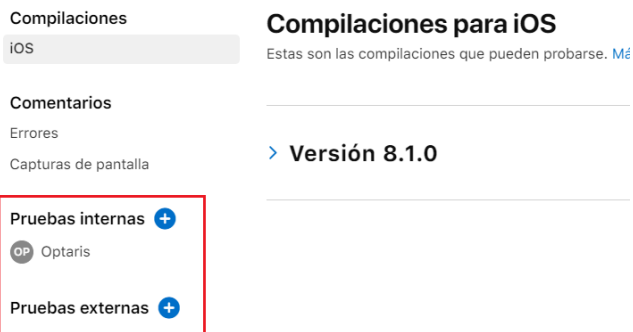 Compilaciones
iOS
Comentarios
Errores
Capturas de pantalla
Pruebas internas
OP Optaris
Pruebas externas
Compilaciones para iOS
Estas son las compilaciones que pueden probarse.
Versión 8.1.0